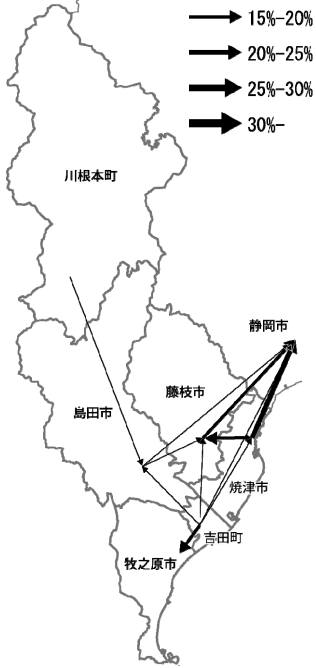 15%-20%
20%-25%
25%-30%
30%-
川根本町
静岡市
藤枝市
島田市
焼津市
吉田町
牧之原市